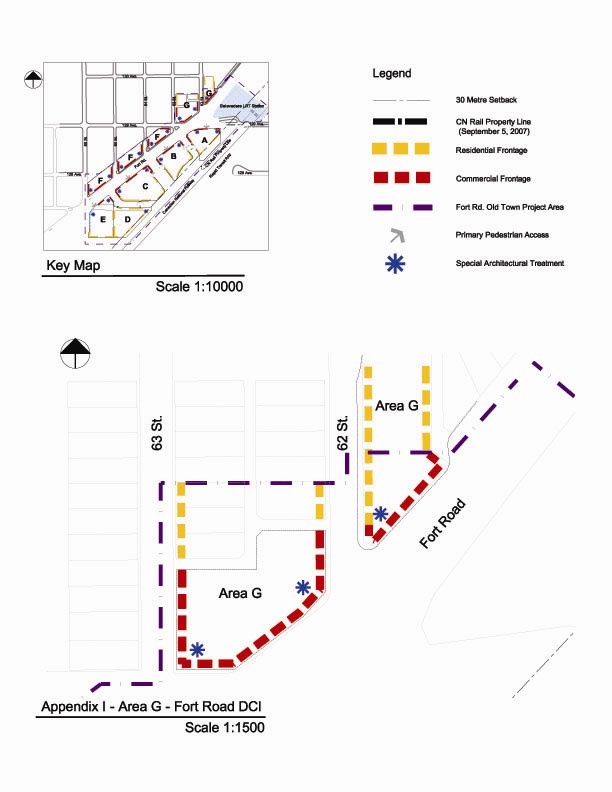 Legend
30 Metre Setback
CN Rail Property Line
(September 5, 2007)
Residential Frontage
Commercial Frontage
Fort Rd. Old Town Project Area
Primary Pedestrian Access
Special Architectural Treatment
G
G
Belvedere LRT Station
A
F
B
F
Fort Rd.
F
C
E
D
Key Map
Scale 1:10000
63 St.
62 St.
Area G
Fort Road
Area G
Appendix I - Area G - Fort Road DCI
Scale 1:1500